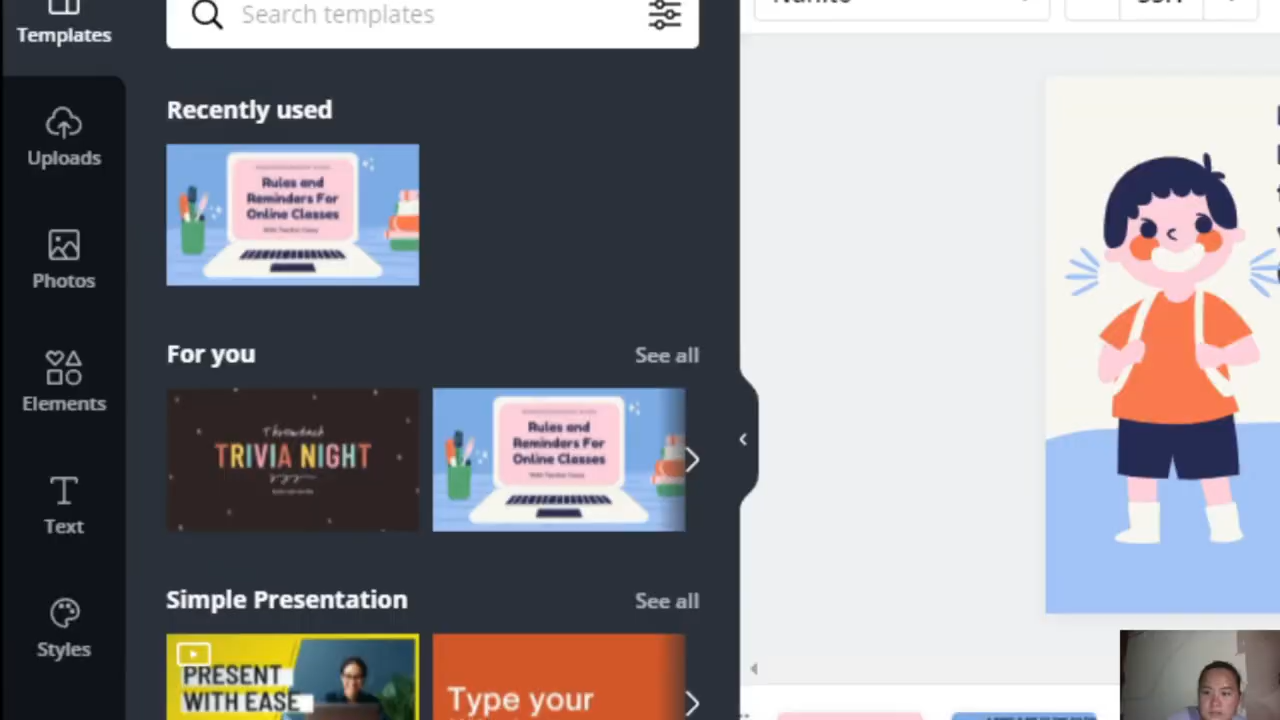 Templates
Search templates
Uploads
Photos
Elements
Text
Styles
Recently used
Rules and
Reminders For
Online Classes
For you
See all
Throwback
TRIVIA NIGHT
Rules and
Reminders For
Online Classes
Simple Presentation
See all
PRESENT
WITH EASE
Type your